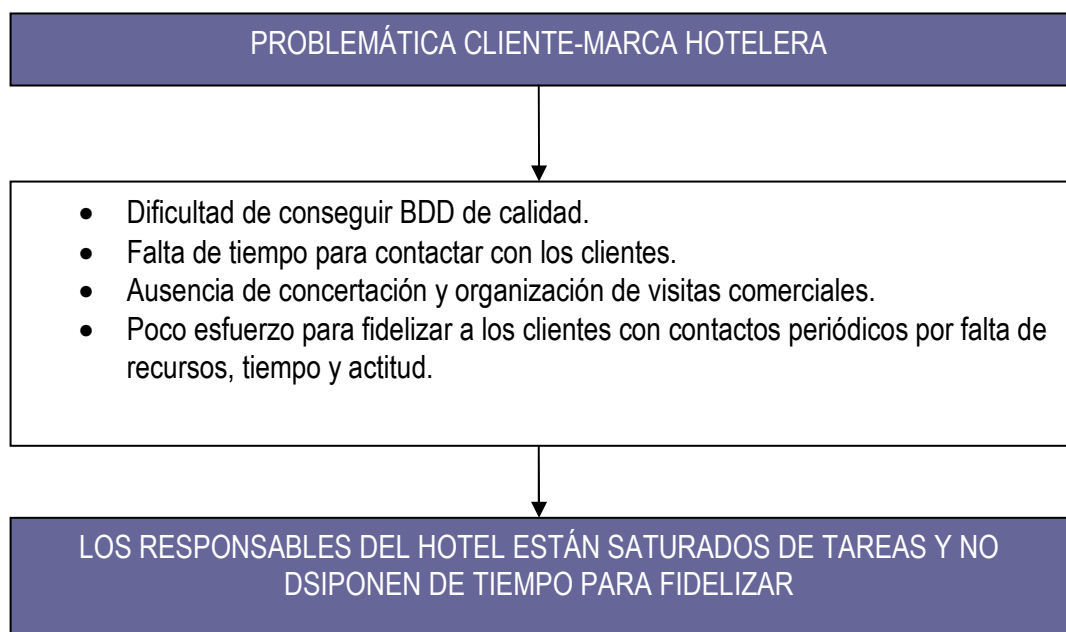 PROBLEMÁTICA CLIENTE-MARCA HOTELERA
• Dificultad de conseguir BDD de calidad.
• Falta de tiempo para contactar con los clientes.
• Ausencia de concertación y organización de visitas comerciales.
• Poco esfuerzo para fidelizar a los clientes con contactos periódicos por falta de
recursos, tiempo y actitud.
LOS RESPONSABLES DEL HOTEL ESTÁN SATURADOS DE TAREAS Y NO
DSIPONEN DE TIEMPO PARA FIDELIZAR